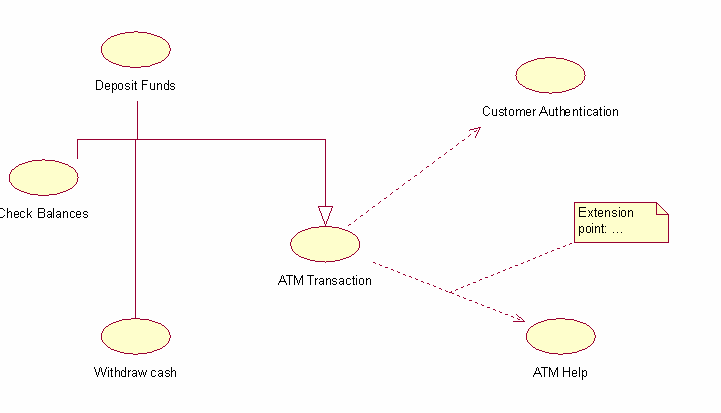 Deposit Funds
Customer Authentication
Check Balances
Extension
point: ...
ATM Transaction
Withdraw cash
ATM Help